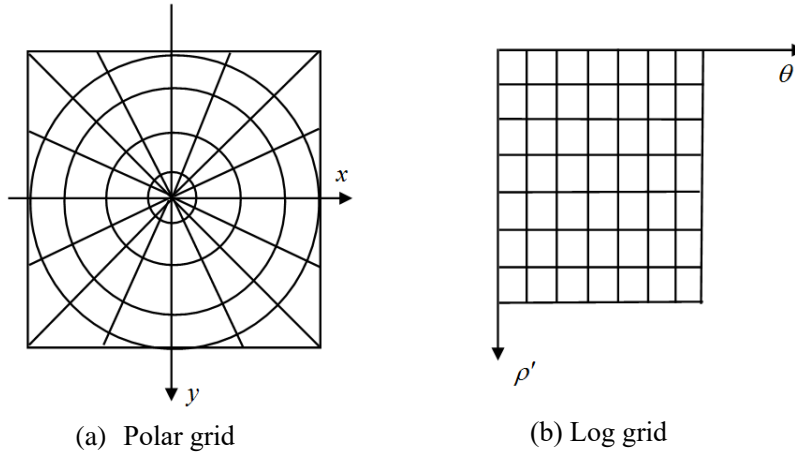 x
y
θ
ρ′
(a) Polar grid
(b) Log grid